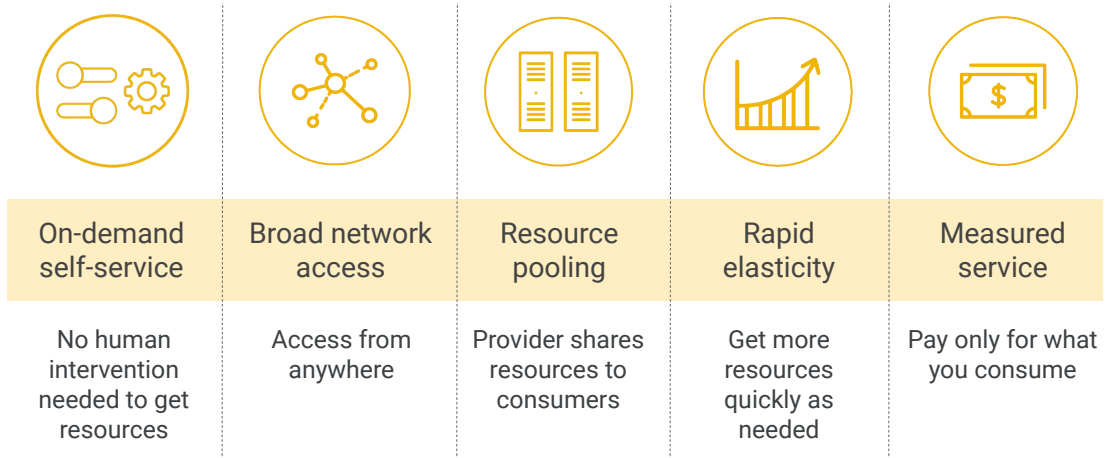 $
On-demand
self-service
Broad network
access
Resource
pooling
Rapid
elasticity
Measured
service
No human
intervention
needed to get
resources
Access from
anywhere
Provider shares
resources to
consumers
Get more
resources
quickly as
needed
Pay only for what
you consume